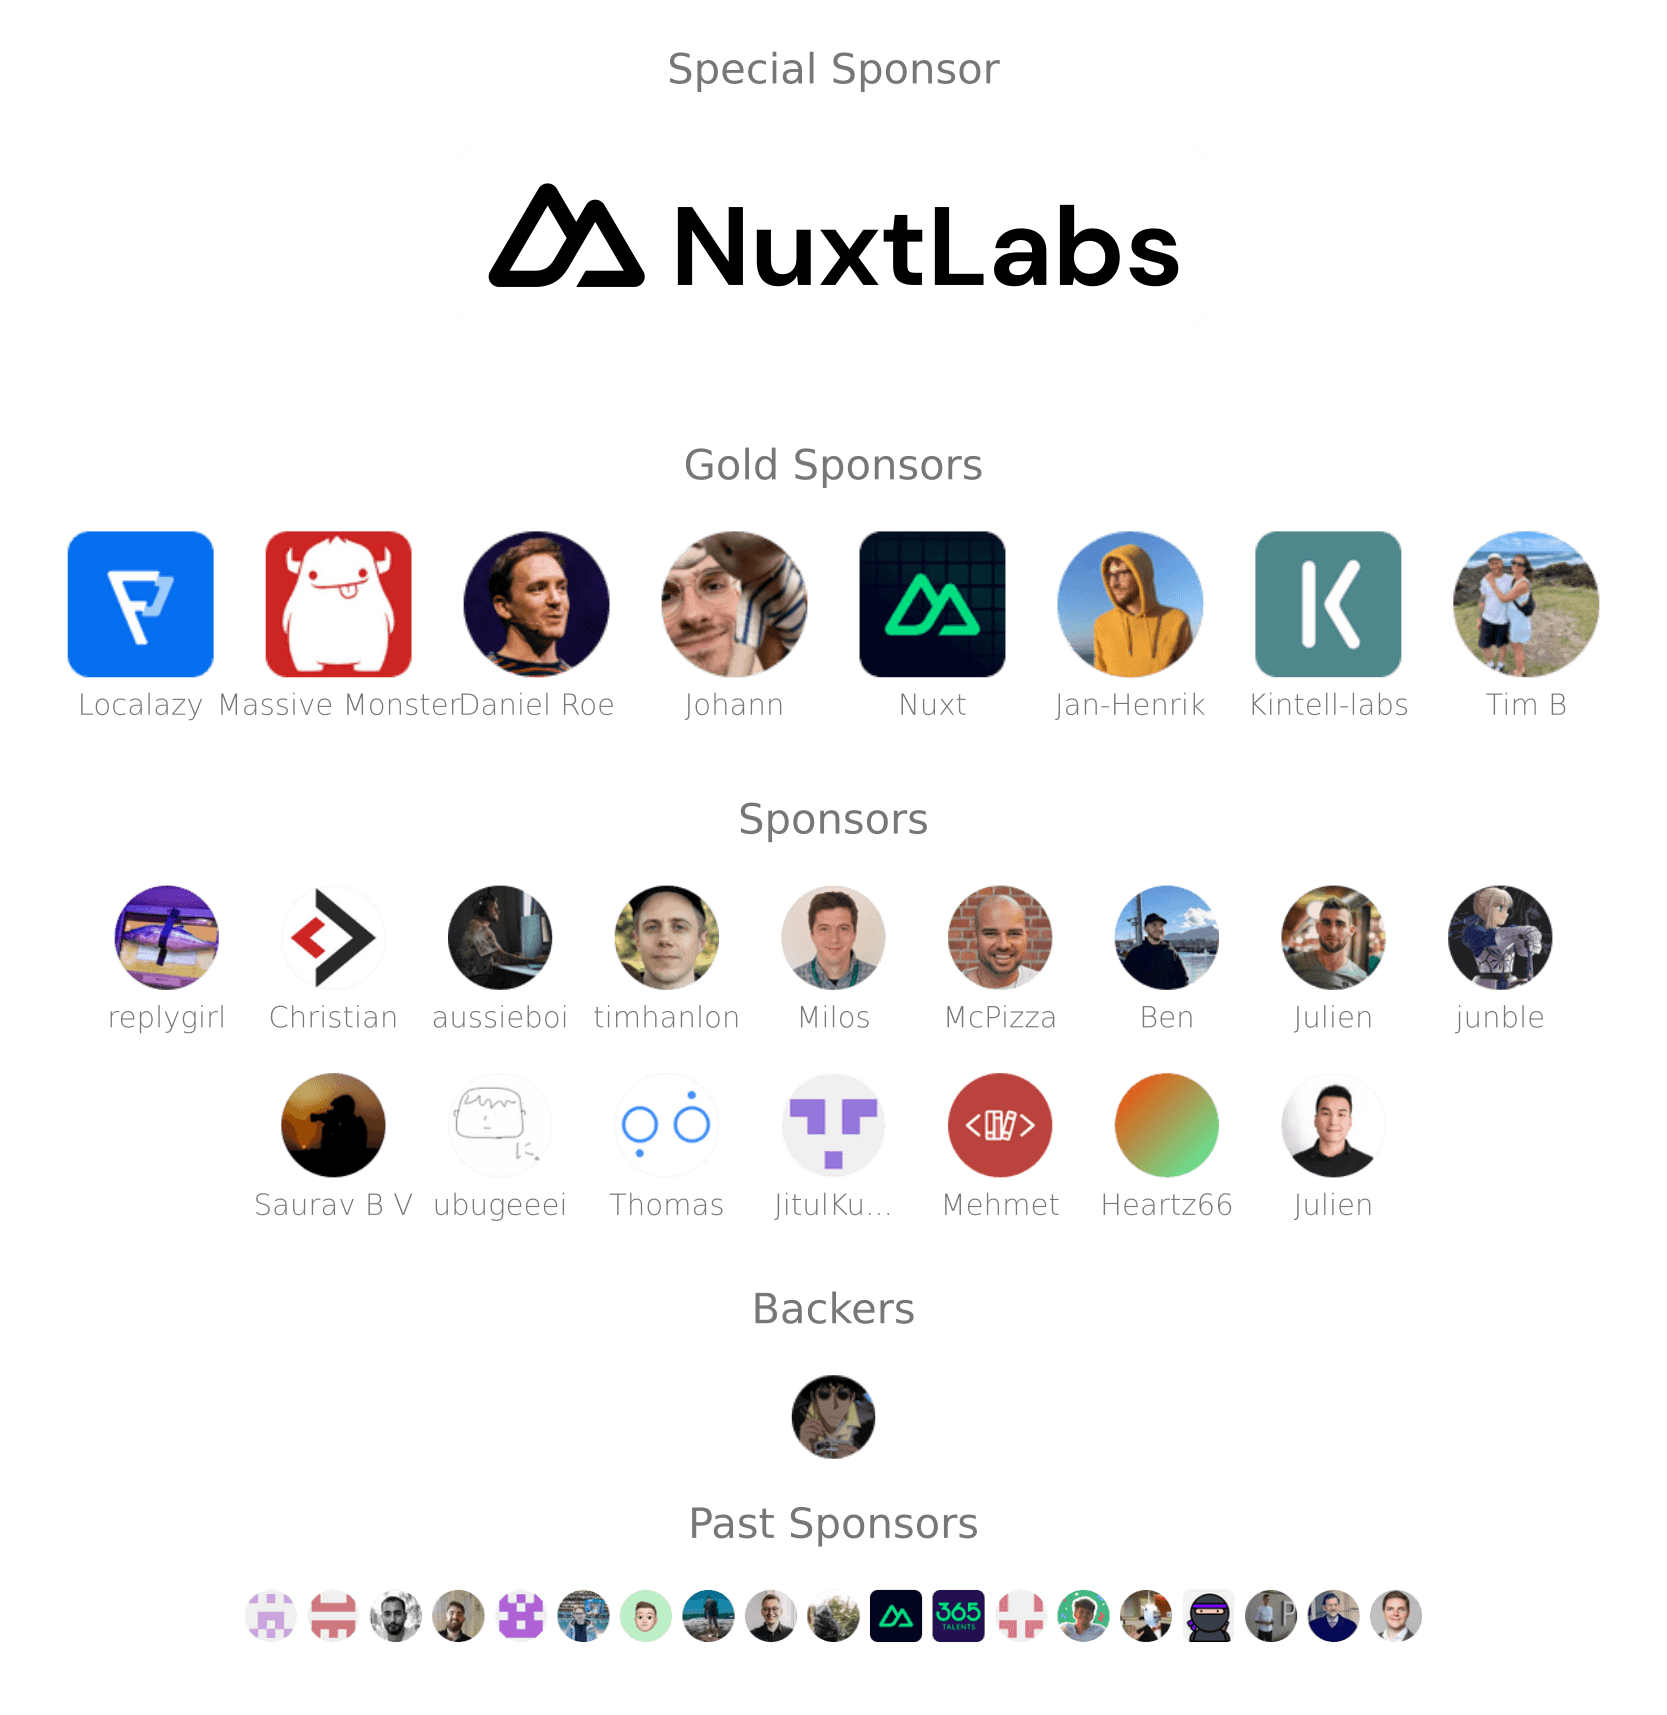 Special Sponsor
NuxtLabs
Gold Sponsors
Localazy Massive Monster Daniel Roe Johann Nuxt Jan-Henrik Kintell-labs Tim B
Sponsors
replygirl Christian aussieboi timhanlon Milos McPizza Ben Julien junble
Saurav B V ubugeeei Thomas JitulKu... Mehmet Heartz66 Julien
Backers
Past Sponsors
365
TALENTS
P